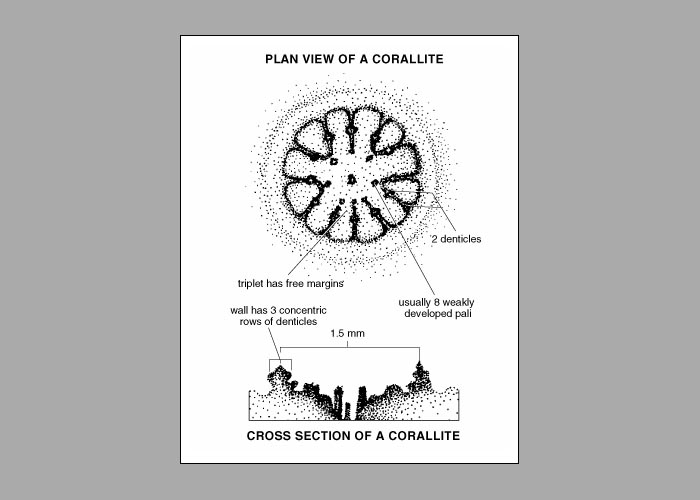 PLAN VIEW OF A CORALLITE
2 denticles
triplet has free margins
usually 8 weakly
developed pali
wall has 3 concentric
rows of denticles
1.5 mm
CROSS SECTION OF A CORALLITE